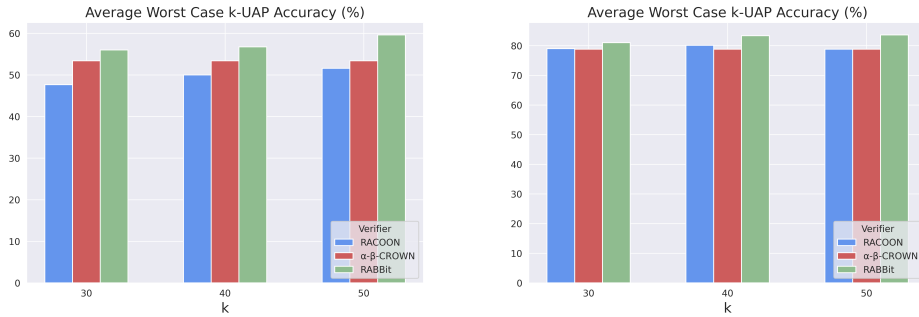 Average Worst Case k-UAP Accuracy (%)
60
50
40
30
20
10
0
30
40
50
k
Verifier
RACOON
α-β-CROWN
RABBit
Average Worst Case k-UAP Accuracy (%)
80
70
60
50
40
30
20
10
0
30
40
50
k
Verifier
RACOON
α-β-CROWN
RABBit